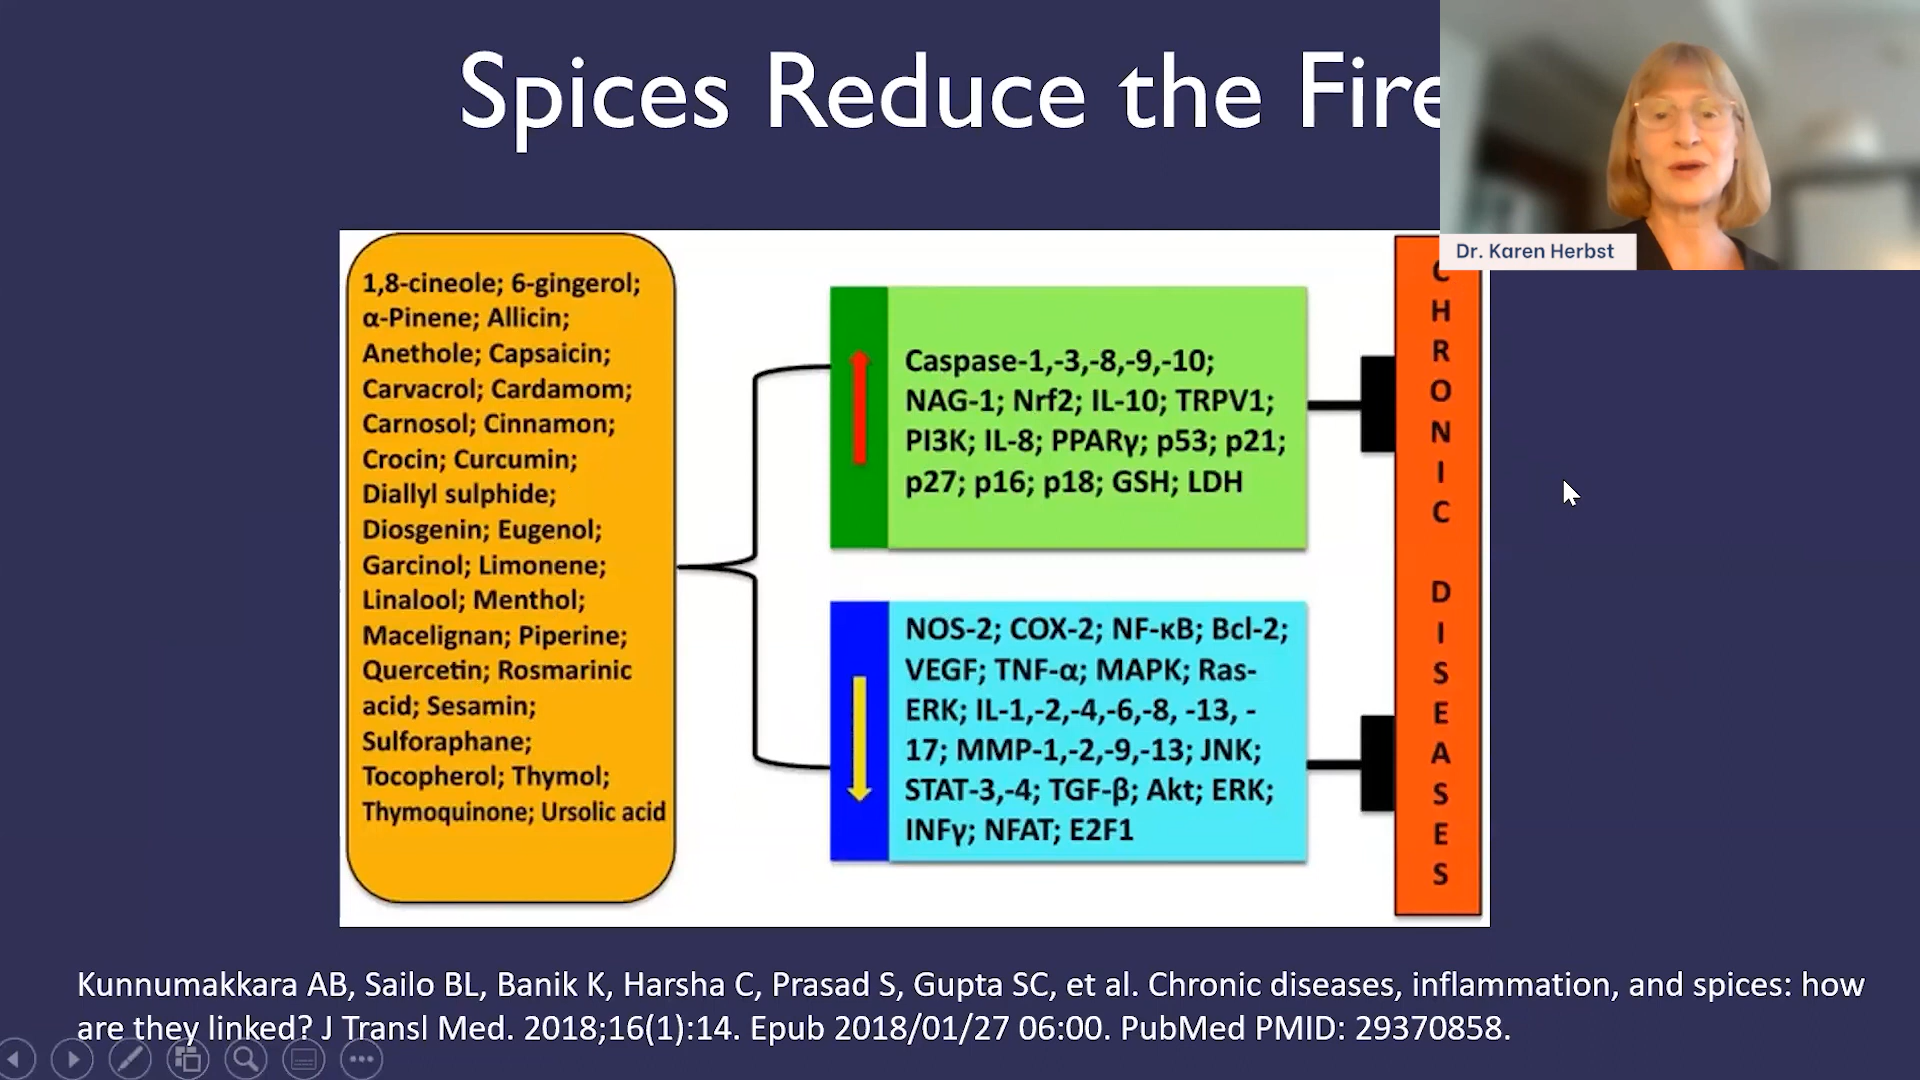 Spices Reduce the Fire
Dr. Karen Herbst
1,8-cineole; 6-gingerol;
α-Pinene; Allicin;
Anethole; Capsaicin;
Carvacrol; Cardamom;
Carnosol; Cinnamon;
Crocin; Curcumin;
Diallyl sulphide;
Diosgenin; Eugenol;
Garcinol; Limonene;
Linalool; Menthol;
Macelignan; Piperine;
Quercetin; Rosmarinic
acid; Sesamin;
Sulforaphane;
Tocopherol; Thymol;
Thymoquinone; Ursolic acid
Caspase-1,-3,-8,-9,-10;
NAG-1; Nrf2; IL-10; TRPV1;
PI3K; IL-8; PPARγ; p53; p21;
p27; p16; p18; GSH; LDH
NOS-2; COX-2; NF-κB; Bcl-2;
VEGF; TNF-α; MAPK; Ras-
ERK; IL-1,-2,-4,-6,-8, -13, -
17; MMP-1,-2,-9,-13; JNK;
STAT-3,-4; TGF-β; Akt; ERK;
INFγ; NFAT; E2F1
CHRONIC DISEASES
Kunnumakkara AB, Sailo BL, Banik K, Harsha C, Prasad S, Gupta SC, et al. Chronic diseases, inflammation, and spices: how
are they linked? J Transl Med. 2018;16(1):14. Epub 2018/01/27 06:00. PubMed PMID: 29370858.